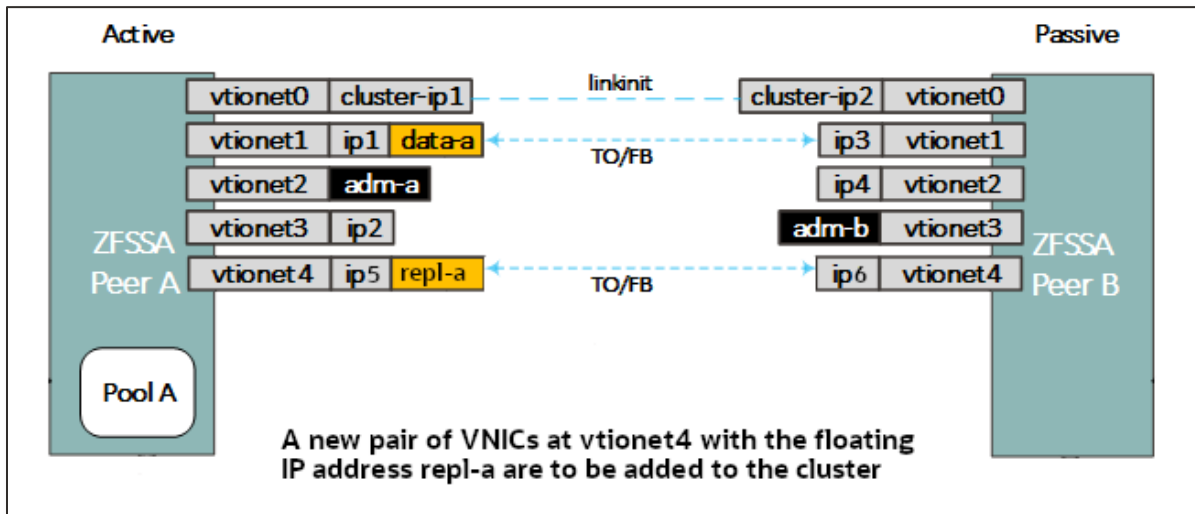 Active
Passive
linkinit
vtionet0 cluster-ip1
cluster-ip2 vtionet0
vtionet1 ip1 data-a
ip3 vtionet1
TO/FB
vtionet2 adm-a
ip4 vtionet2
vtionet3 ip2
adm-b vtionet3
ZFSSA
Peer A
ZFSSA
Peer B
vtionet4 ip5 repl-a
ip6 vtionet4
TO/FB
Pool A
A new pair of VNICs at vtionet4 with the floating
IP address repl-a are to be added to the cluster